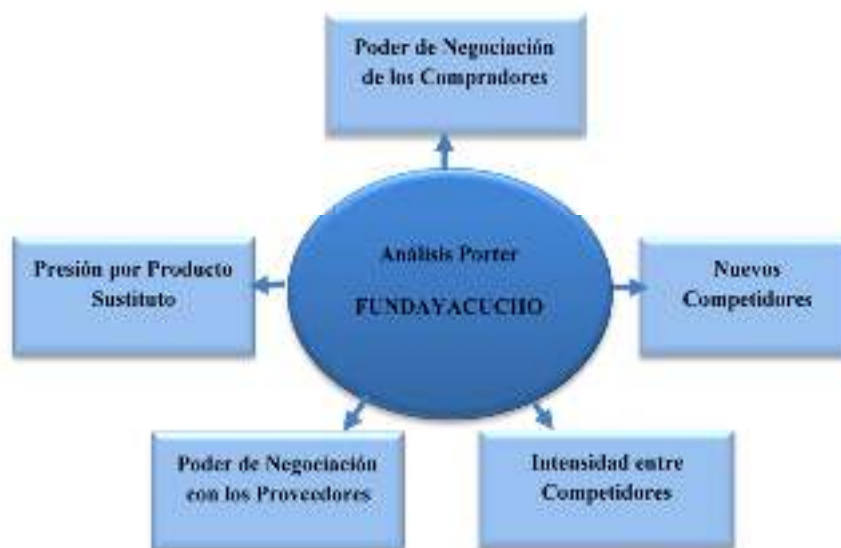 Poder de Negociación
de los Compradores
Análisis Porter
FUNDAYACUCHO
Presión por Producto
Sustituto
Nuevos
Competidores
Poder de Negociación
con los Proveedores
Intensidad entre
Competidores